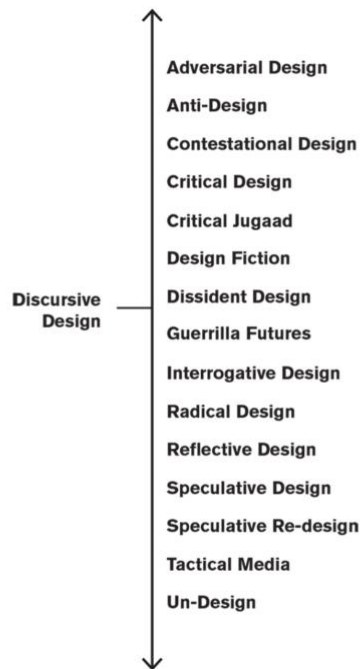 Adversarial Design
Anti-Design
Contestational Design
Critical Design
Critical Jugaad
Design Fiction
Discursive
Design
Dissident Design
Guerrilla Futures
Interrogative Design
Radical Design
Reflective Design
Speculative Design
Speculative Re-design
Tactical Media
Un-Design